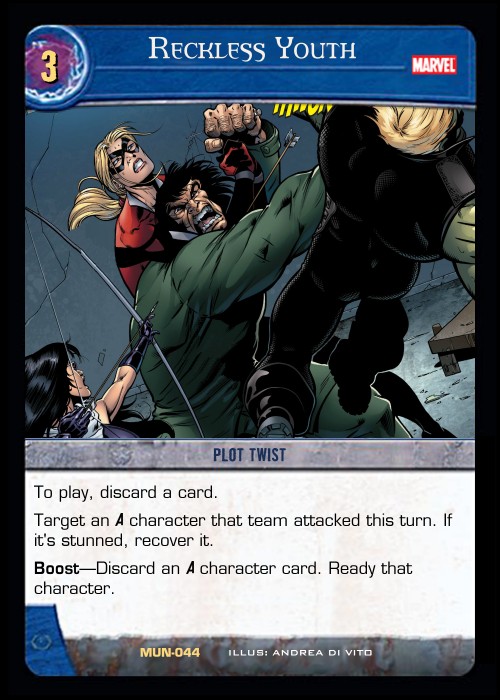 3
RECKLESS YOUTH
MARVEL
PLOT TWIST
To play, discard a card.
Target an A character that team attacked this turn. If
it's stunned, recover it.
Boost—Discard an A character card. Ready that
character.
MUN-044 ILLUS: ANDREA DI VITO